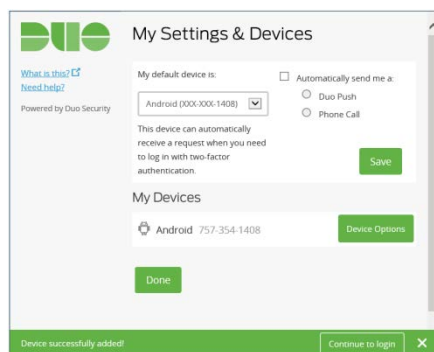 DUO
My Settings & Devices
What is this?
Need help?
Powered by Duo Security
My default device is:
Android (XXX-XXX-1408)
This device can automatically
receive a request when you need
to log in with two-factor
authentication.
Automatically send me a:
Duo Push
Phone Call
Save
My Devices
Android 757-354-1408
Device Options
Done
Device successfully added!
Continue to login